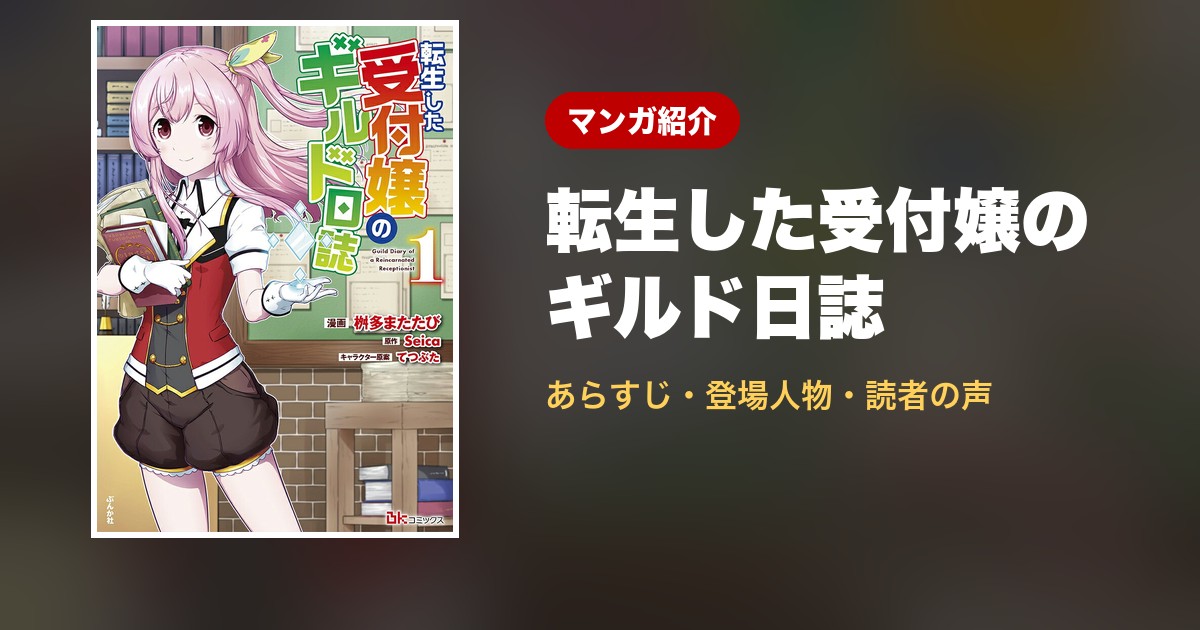 転生した
受付嬢の
ギルド日誌
Guild Diary of
a Reincarnated
Receptionist
1
漫画 桝多またたび
原作 Seica
キャラクター原案 てつぶた
ぶんか社
BKコミックス
マンガ紹介
転生した受付嬢の
ギルド日誌
あらすじ・登場人物・読者の声